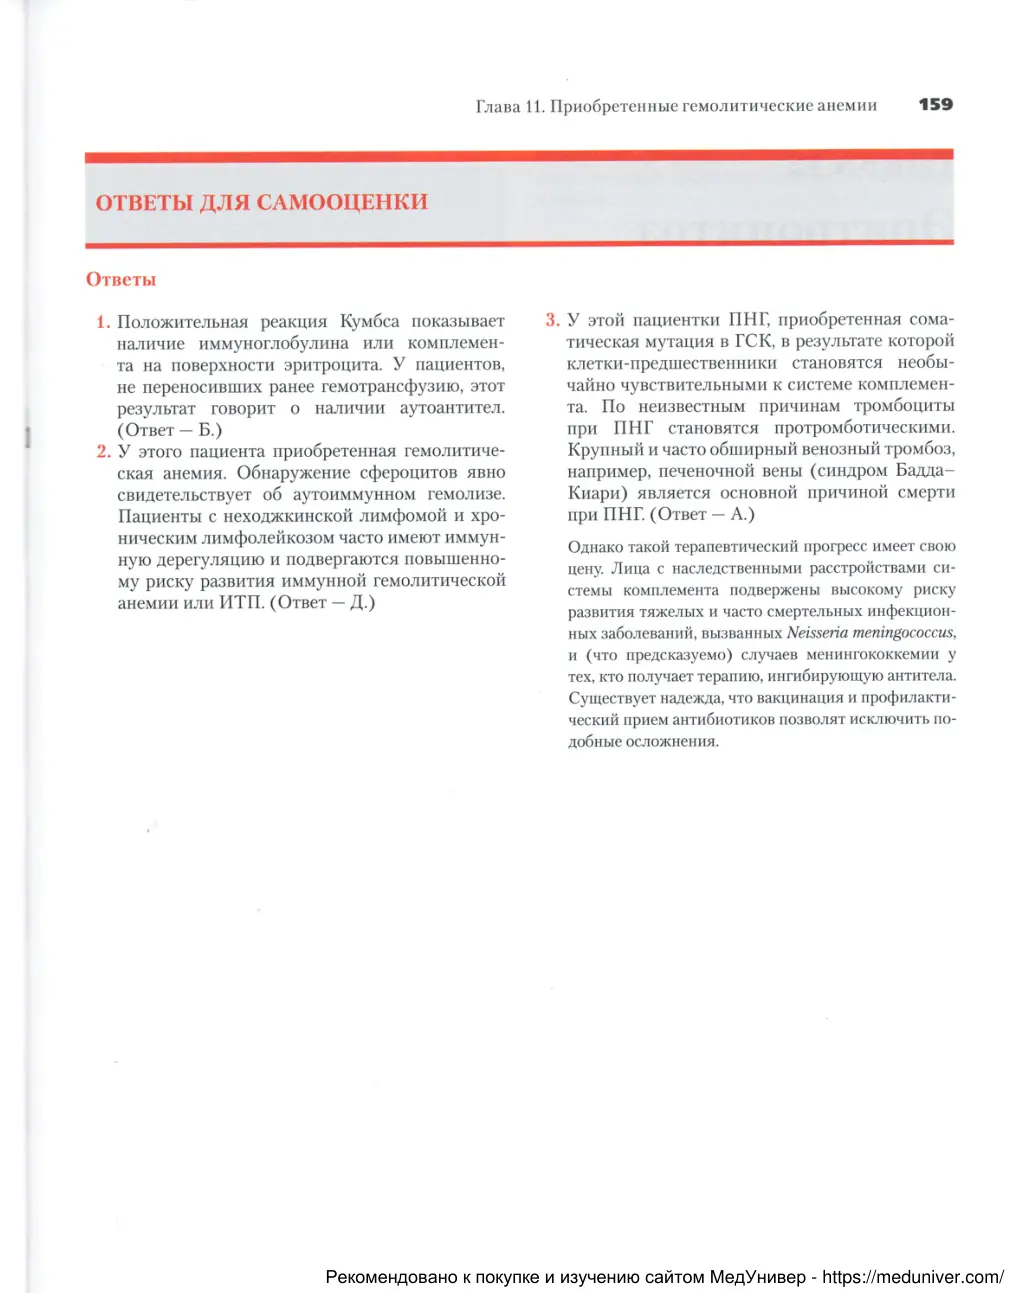 Глава 11. Приобретенные гемолитические анемии 159
ОТВЕТЫ ДЛЯ САМООЦЕНКИ
Ответы
1. Положительная реакция Кумбса показывает
наличие иммуноглобулина или комплемен-
та на поверхности эритроцита. У пациентов,
не переносивших ранее гемотрансфузию, этот
результат говорит о наличии аутоантител.
(Ответ — Б.)
2. У этого пациента приобретенная гемолитиче-
ская анемия. Обнаружение сфероцитов явно
свидетельствует об аутоиммунном гемолизе.
Пациенты с неходжкинской лимфомой и хро-
ническим лимфолейкозом часто имеют иммун-
ную дерегуляцию и подвергаются повышенно-
му риску развития иммунной гемолитической
анемии или ИТП. (Ответ — Д.)
3. У этой пациентки ПНГ, приобретенная сома-
тическая мутация в ГСК, в результате которой
клетки-предшественники становятся необы-
чайно чувствительными к системе комплемен-
та. По неизвестным причинам тромбоциты
при ПНГ становятся протромботическими.
Крупный и часто обширный венозный тромбоз,
например, печеночной вены (синдром Бадда–
Киари) является основной причиной смерти
при ПНГ. (Ответ — А.)
Однако такой терапевтический прогресс имеет свою
цену. Лица с наследственными расстройствами си-
стемы комплемента подвержены высокому риску
развития тяжелых и часто смертельных инфекцион-
ных заболеваний, вызванных Neisseria meningococcus,
и (что предсказуемо) случаев менингококкемии у
тех, кто получает терапию, ингибирующую антитела.
Существует надежда, что вакцинация и профилакти-
ческий прием антибиотиков позволят исключить по-
добные осложнения.
Рекомендовано к покупке и изучению сайтом МедУнивер - https://meduniver.com/